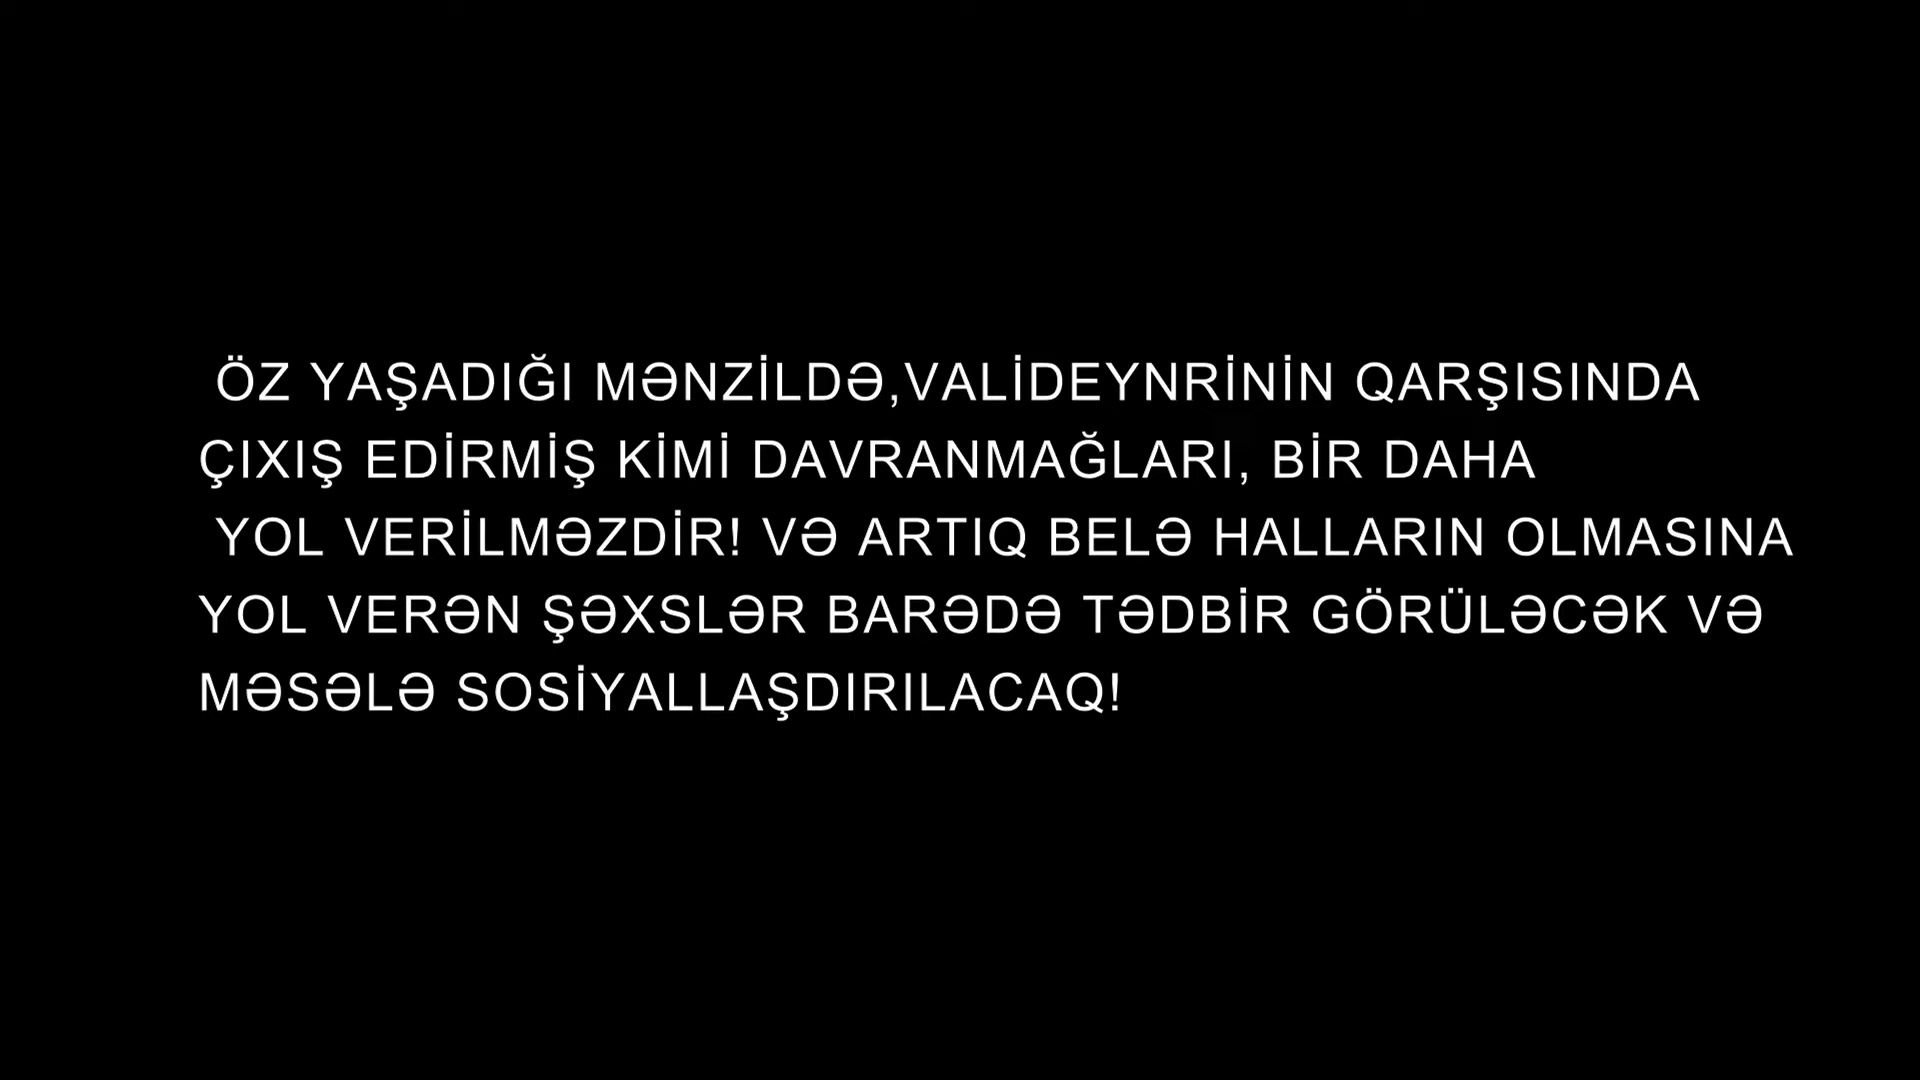 ÖZ YAŞADIĞI MƏNZİLDƏ,VALİDEYNRİNİN QARŞISINDA
ÇIXIŞ EDİRMİŞ KİMİ DAVRANMAĞLARI, BİR DAHA
YOL VERİLMƏZDİR! VƏ ARTIQ BELƏ HALLARIN OLMASINA
YOL VERƏN ŞƏXSLƏR BARƏDƏ TƏDBİR GÖRÜLƏCƏK VƏ
MƏSƏLƏ SOSİYALLAŞDIRILACAQ!